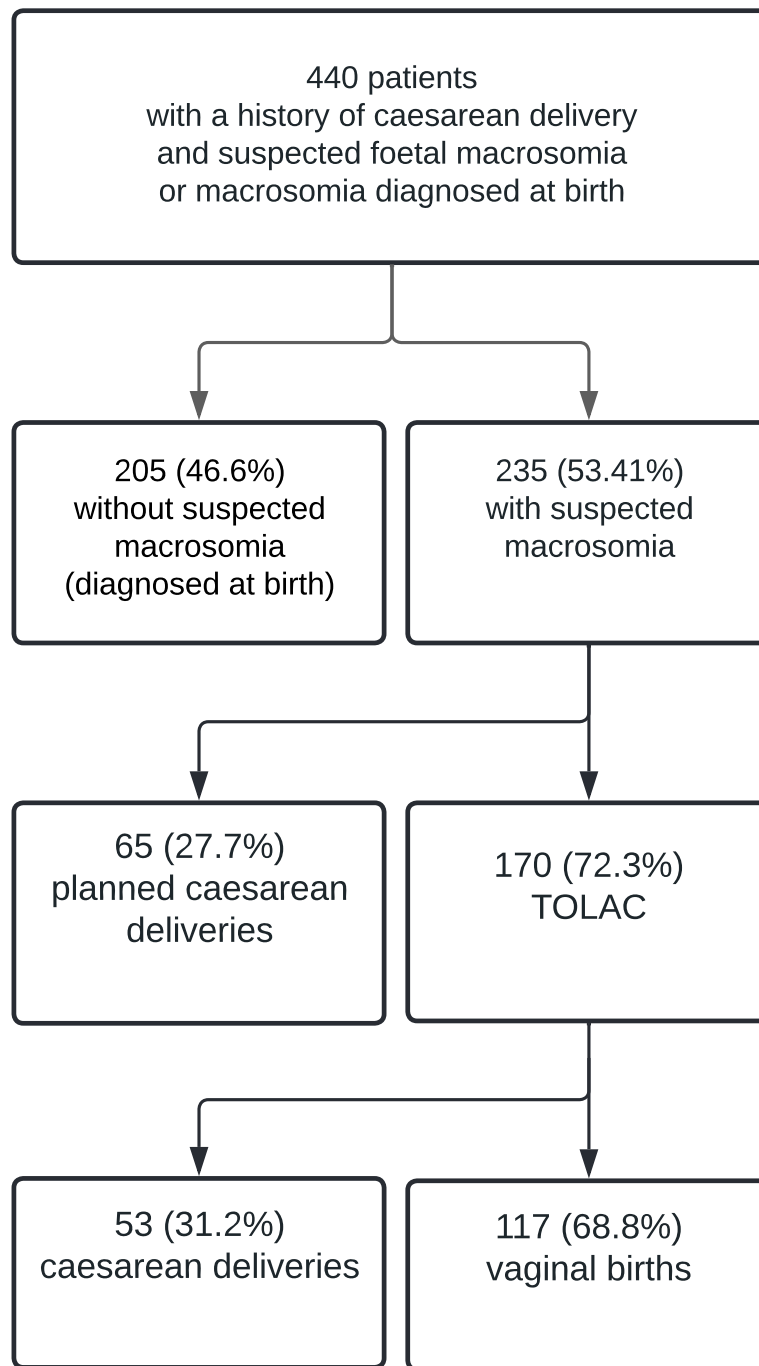 440 patients
with a history of caesarean delivery
and suspected foetal macrosomia
or macrosomia diagnosed at birth
205 (46.6%)
without suspected
macrosomia
(diagnosed at birth)
235 (53.41%)
with suspected
macrosomia
65 (27.7%)
planned caesarean
deliveries
170 (72.3%)
TOLAC
53 (31.2%)
caesarean deliveries
117 (68.8%)
vaginal births